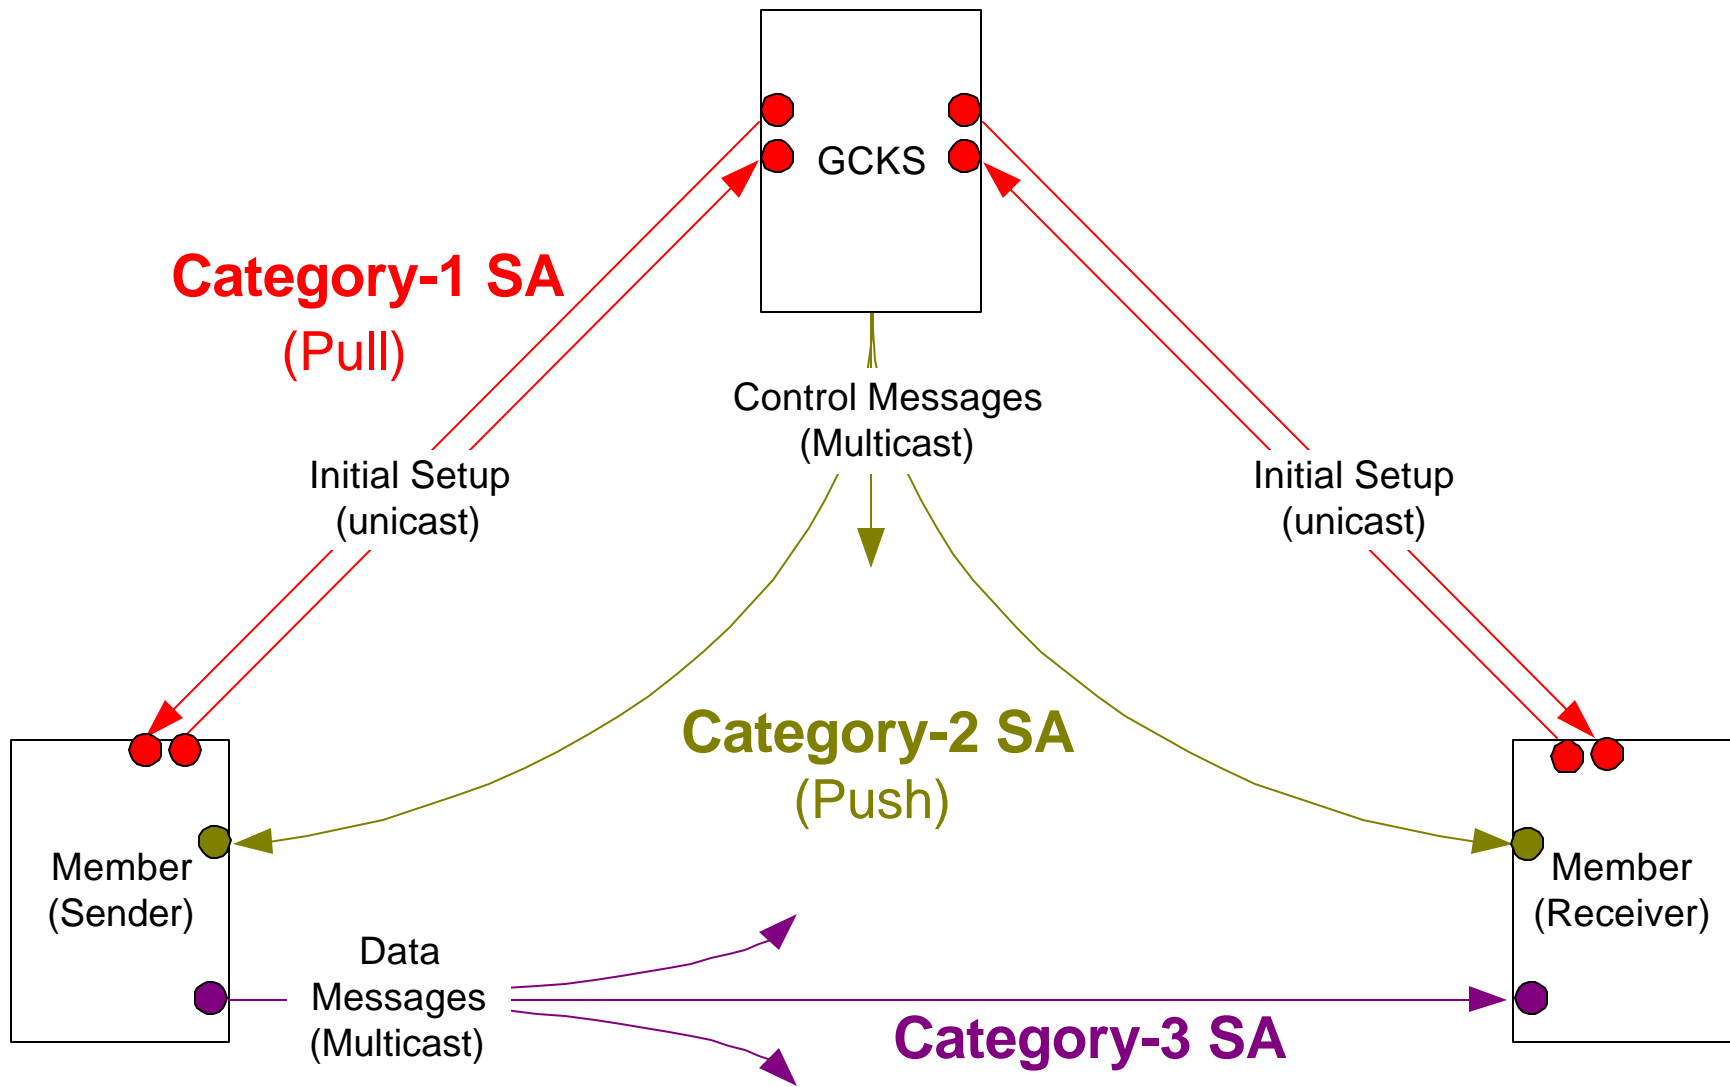 GCKS
Category-1 SA
(Pull)
Control Messages
(Multicast)
Initial Setup
(unicast)
Initial Setup
(unicast)
Category-2 SA
(Push)
Member
(Sender)
Member
(Receiver)
Data
Messages
(Multicast)
Category-3 SA